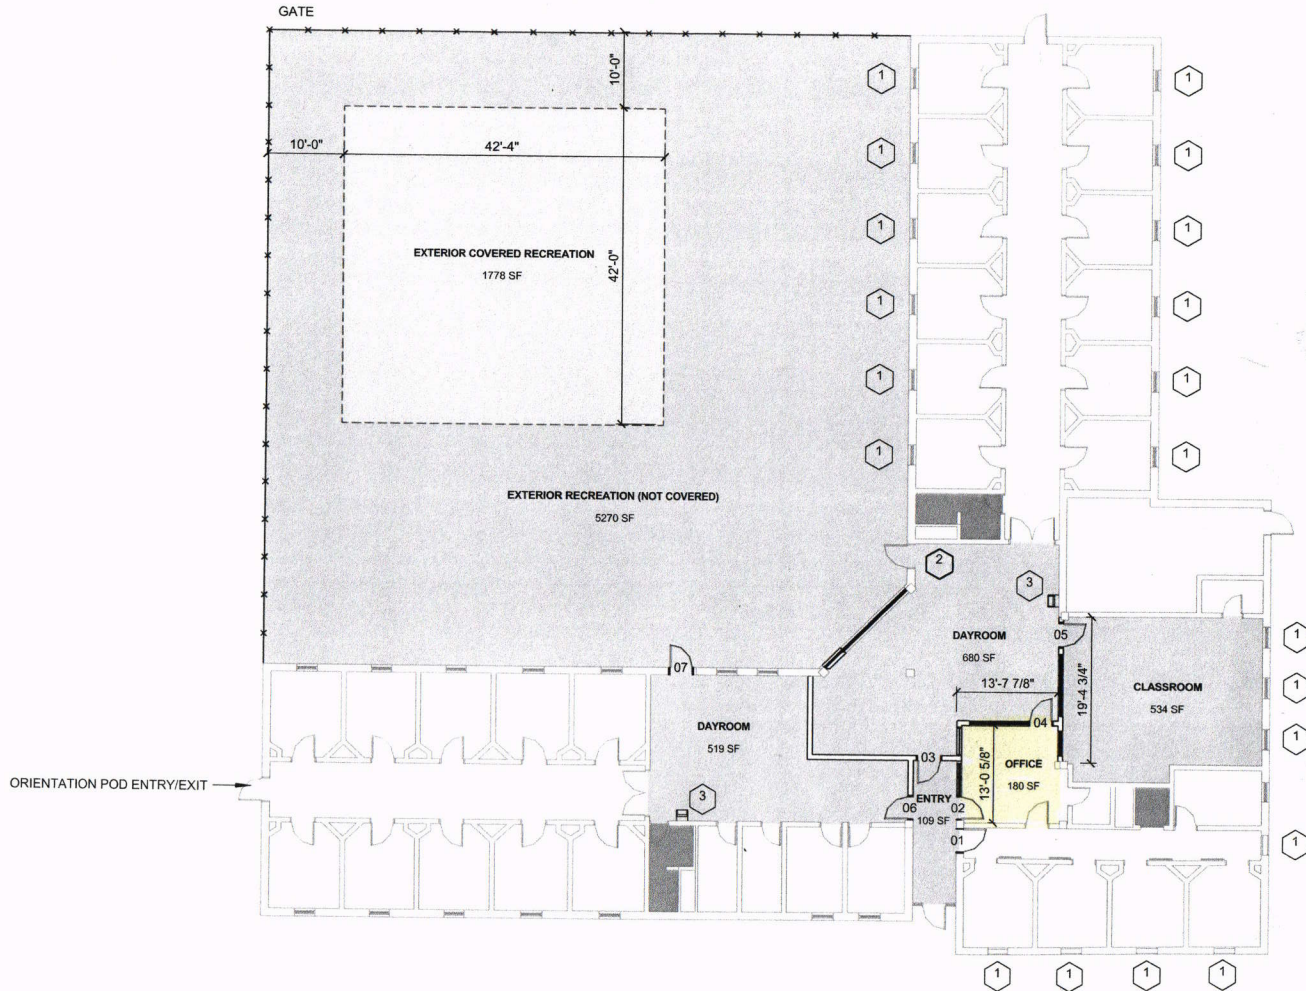 GATE
10'-0"
10'-0"
42'-4"
42'-0"
EXTERIOR COVERED RECREATION
1778 SF
EXTERIOR RECREATION (NOT COVERED)
5270 SF
1
1
1
1
1
1
1
1
1
1
1
1
2
3
DAYROOM
680 SF
05
13'-7 7/8"
19'-4 3/4"
CLASSROOM
534 SF
1
1
1
07
DAYROOM
519 SF
04
03
OFFICE
180 SF
13'-0 5/8"
ORIENTATION POD ENTRY/EXIT
3
06
ENTRY
109 SF
02
01
1
1
1
1
1